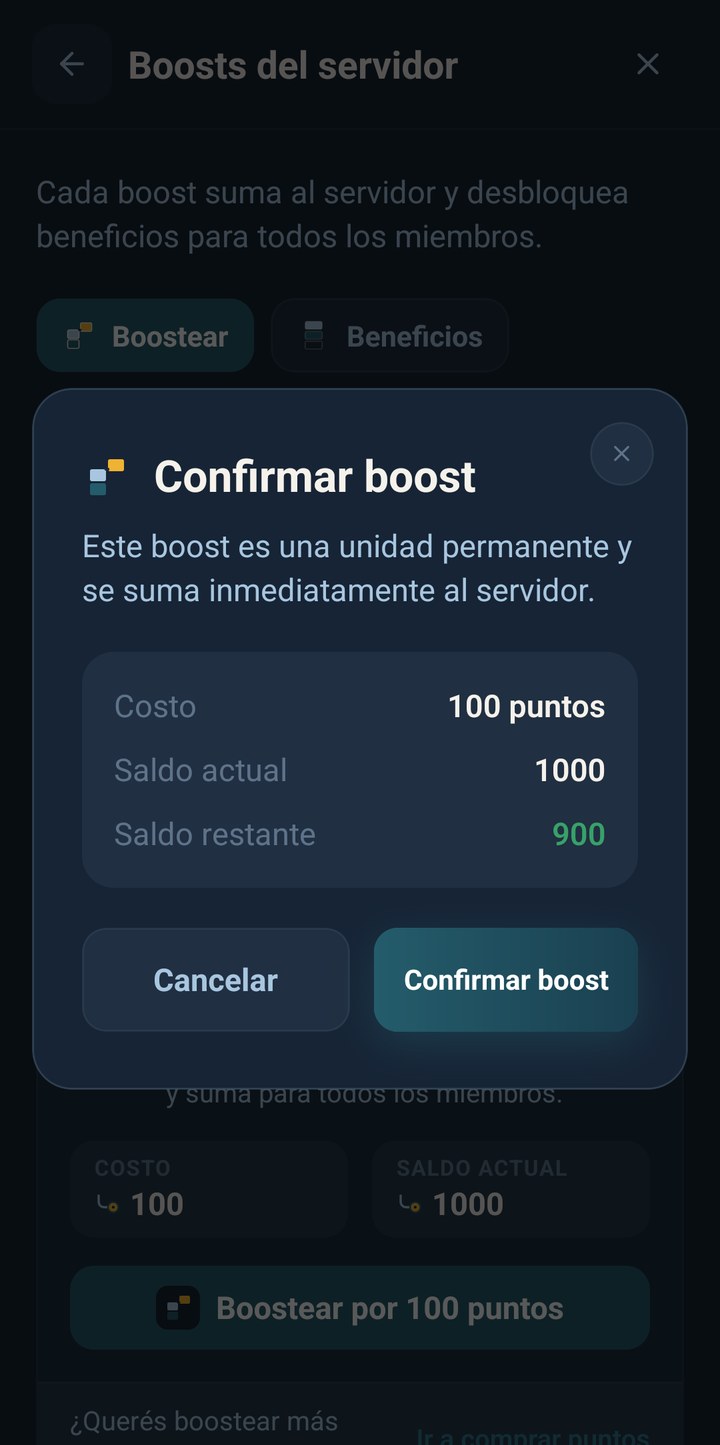 Boosts del servidor
Cada boost suma al servidor y desbloquea
beneficios para todos los miembros.
Boostear
Beneficios
Confirmar boost
Este boost es una unidad permanente y
se suma inmediatamente al servidor.
Costo
100 puntos
Saldo actual
1000
Saldo restante
900
Cancelar
Confirmar boost
y suma para todos los miembros.
COSTO
100
SALDO ACTUAL
1000
Boostear por 100 puntos
¿Querés boostear más
Ir a comprar puntos